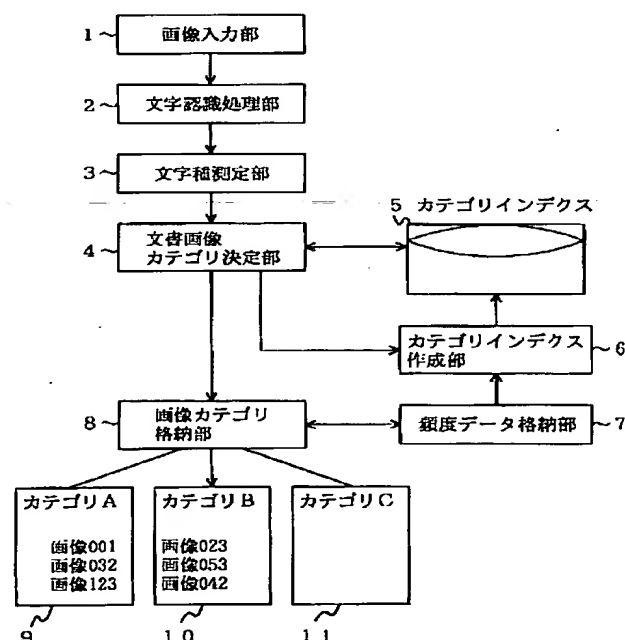 1 画像入力部
2 文字認識処理部
3 文字種測定部
5 カテゴリインデクス
4 文書画像
カテゴリ決定部
カテゴリインデクス
作成部 6
8 画像カテゴリ
格納部
頻度データ格納部 7
カテゴリA カテゴリB カテゴリC
画像001 画像023
画像032 画像053
画像123 画像042
9 10 11